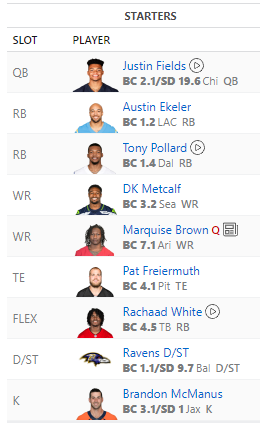 STARTERS
SLOT PLAYER
QB Justin Fields
BC 2.1/SD 19.6 Chi QB
RB Austin Ekeler
BC 1.2 LAC RB
RB Tony Pollard
BC 1.4 Dal RB
WR DK Metcalf
BC 3.2 Sea WR
WR Marquise Brown Q
BC 7.1 Ari WR
TE Pat Freiermuth
BC 4.1 Pit TE
FLEX Rachaad White
BC 4.5 TB RB
D/ST Ravens D/ST
BC 1.1/SD 9.7 Bal D/ST
K Brandon McManus
BC 3.1/SD 1 Jax K